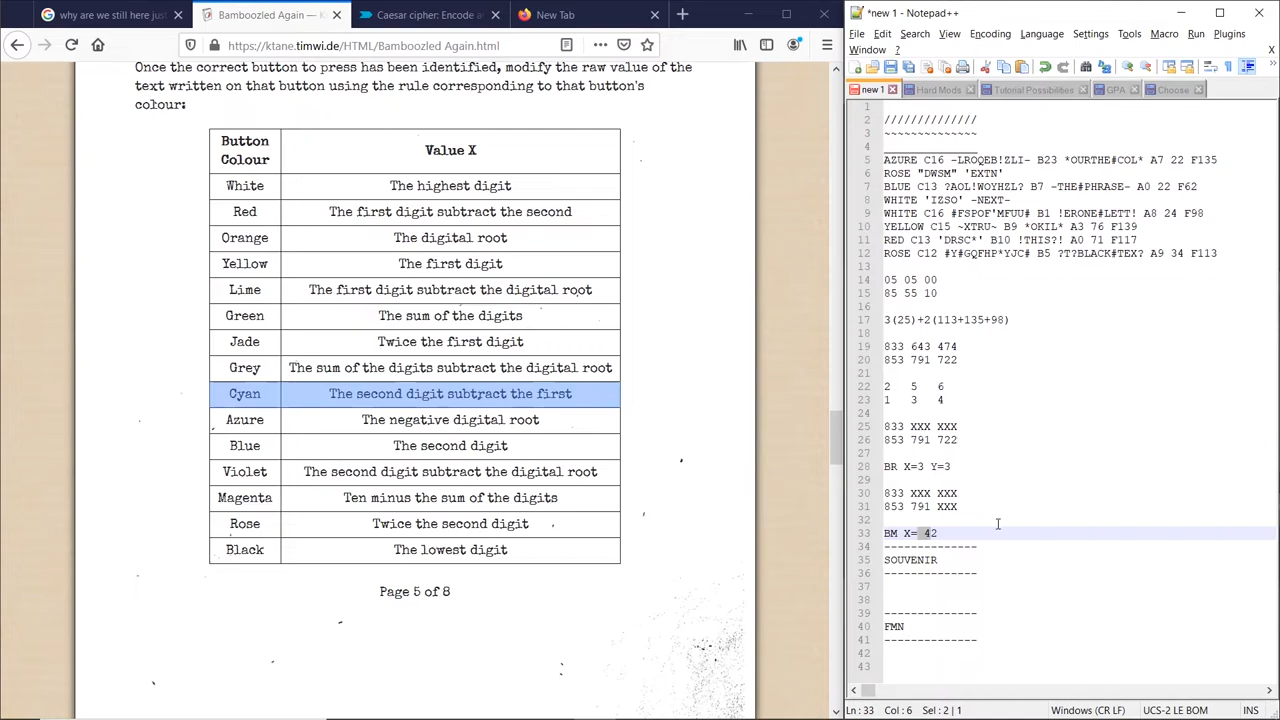 why are we still here ju
Bamboozled Again — Kt
Caesar cipher: Encode a
New Tab
https://ktane.timwi.de/HTML/Bamboozled Again.html
Once the correct button to press has been identified, modify the raw value of the
text written on that button using the rule corresponding to that button's
colour:
Button Colour Value X
White The highest digit
Red The first digit subtract the second
Orange The digital root
Yellow The first digit
Lime The first digit subtract the digital root
Green The sum of the digits
Jade Twice the first digit
Grey The sum of the digits subtract the digital root
Cyan The second digit subtract the first
Azure The negative digital root
Blue The second digit
Violet The second digit subtract the digital root
Magenta Ten minus the sum of the digits
Rose Twice the second digit
Black The lowest digit
Page 5 of 8
*new 1 - Notepad++
File Edit Search View Encoding Language Settings Tools Macro Run Plugins
Window ?
new 1 Hard Mods Tutorial Possibilities GPA Choose
1
2 //////////////
3 ~~~~~~~~~~~~~~
4 ______________
5 AZURE C16 -LROQEB!ZLI- B23 *OURTHE#COL* A7 22 F135
6 ROSE "DWSM" 'EXTN'
7 BLUE C13 ?AOL!WOYHZL? B7 -THE#PHRASE- A0 22 F62
8 WHITE 'IZSO' -NEXT-
9 WHITE C16 #FSPOF'MFUU# B1 !ERONE#LETT! A8 24 F98
10 YELLOW C15 ~XTRU~ B9 *OKIL* A3 76 F139
11 RED C13 'DRSC*' B10 !THIS?! A0 71 F117
12 ROSE C12 #Y#GQFHP*YJC# B5 ?T?BLACK#TEX? A9 34 F113
13
14 05 05 00
15 85 55 10
16
17 3(25)+2(113+135+98)
18
19 833 643 474
20 853 791 722
21
22 2 5 6
23 1 3 4
24
25 833 XXX XXX
26 853 791 722
27
28 BR X=3 Y=3
29
30 833 XXX XXX
31 853 791 XXX
32
33 BM X= 42
34 --------------
35 SOUVENIR
36 --------------
37
38
39 --------------
40 FMN
41 --------------
42
43
Ln : 33 Col : 6 Sel : 2 | 1 Windows (CR LF) UCS-2 LE BOM INS